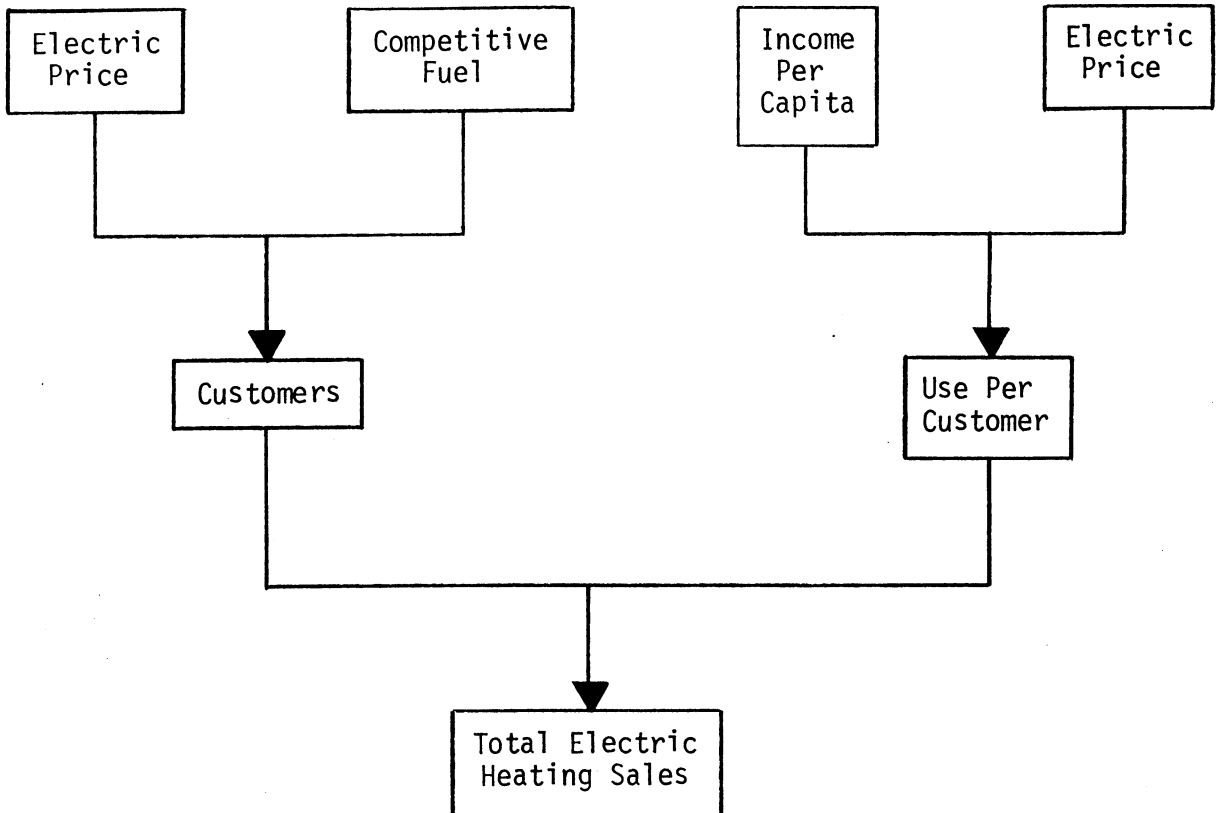 Electric
Price
Competitive
Fuel
Income
Per
Capita
Electric
Price
Customers
Use Per
Customer
Total Electric
Heating Sales